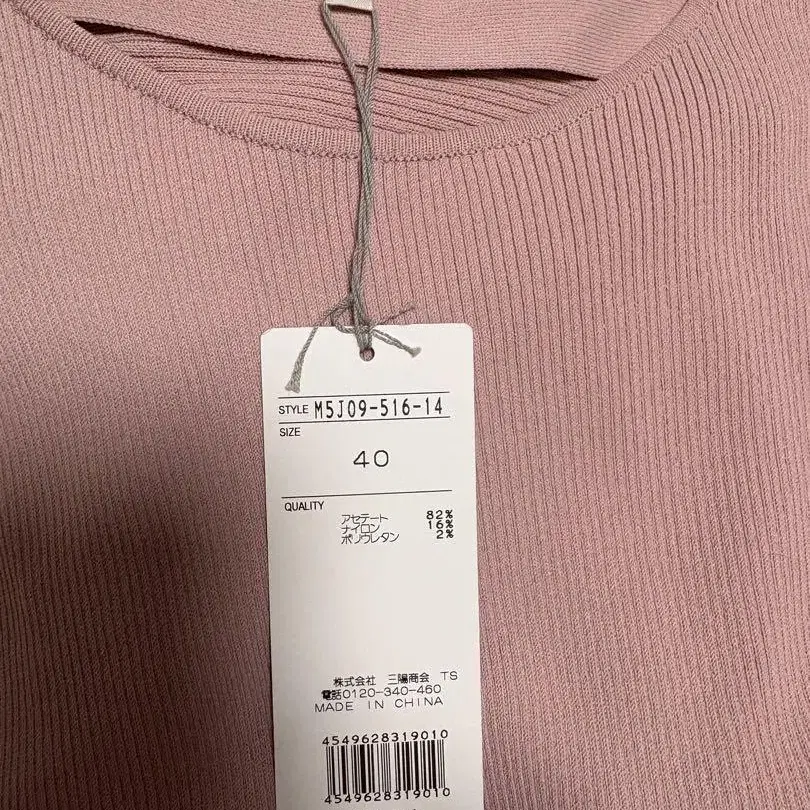 STYLE M5J09-516-14
SIZE
40
QUALITY
アセテート 82%
ナイロン 16%
ポリウレタン 2%
株式会社 三陽商会 TS
電話0120-340-460
MADE IN CHINA
4549628319010
4549628319010